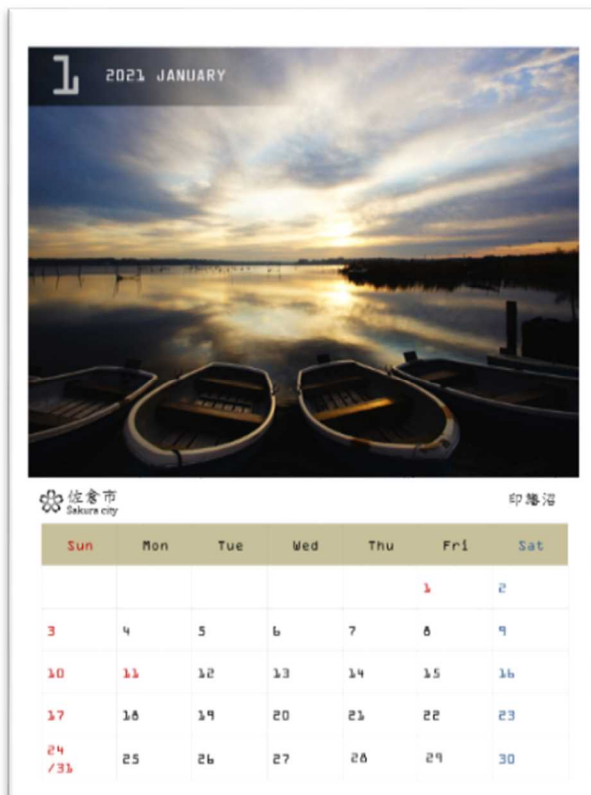 1 2021 JANUARY
佐倉市 印旛沼
Sakura city
Sun Mon Tue Wed Thu Fri Sat
1 2
3 4 5 6 7 8 9
10 11 12 13 14 15 16
17 18 19 20 21 22 23
24 /31 25 26 27 28 29 30